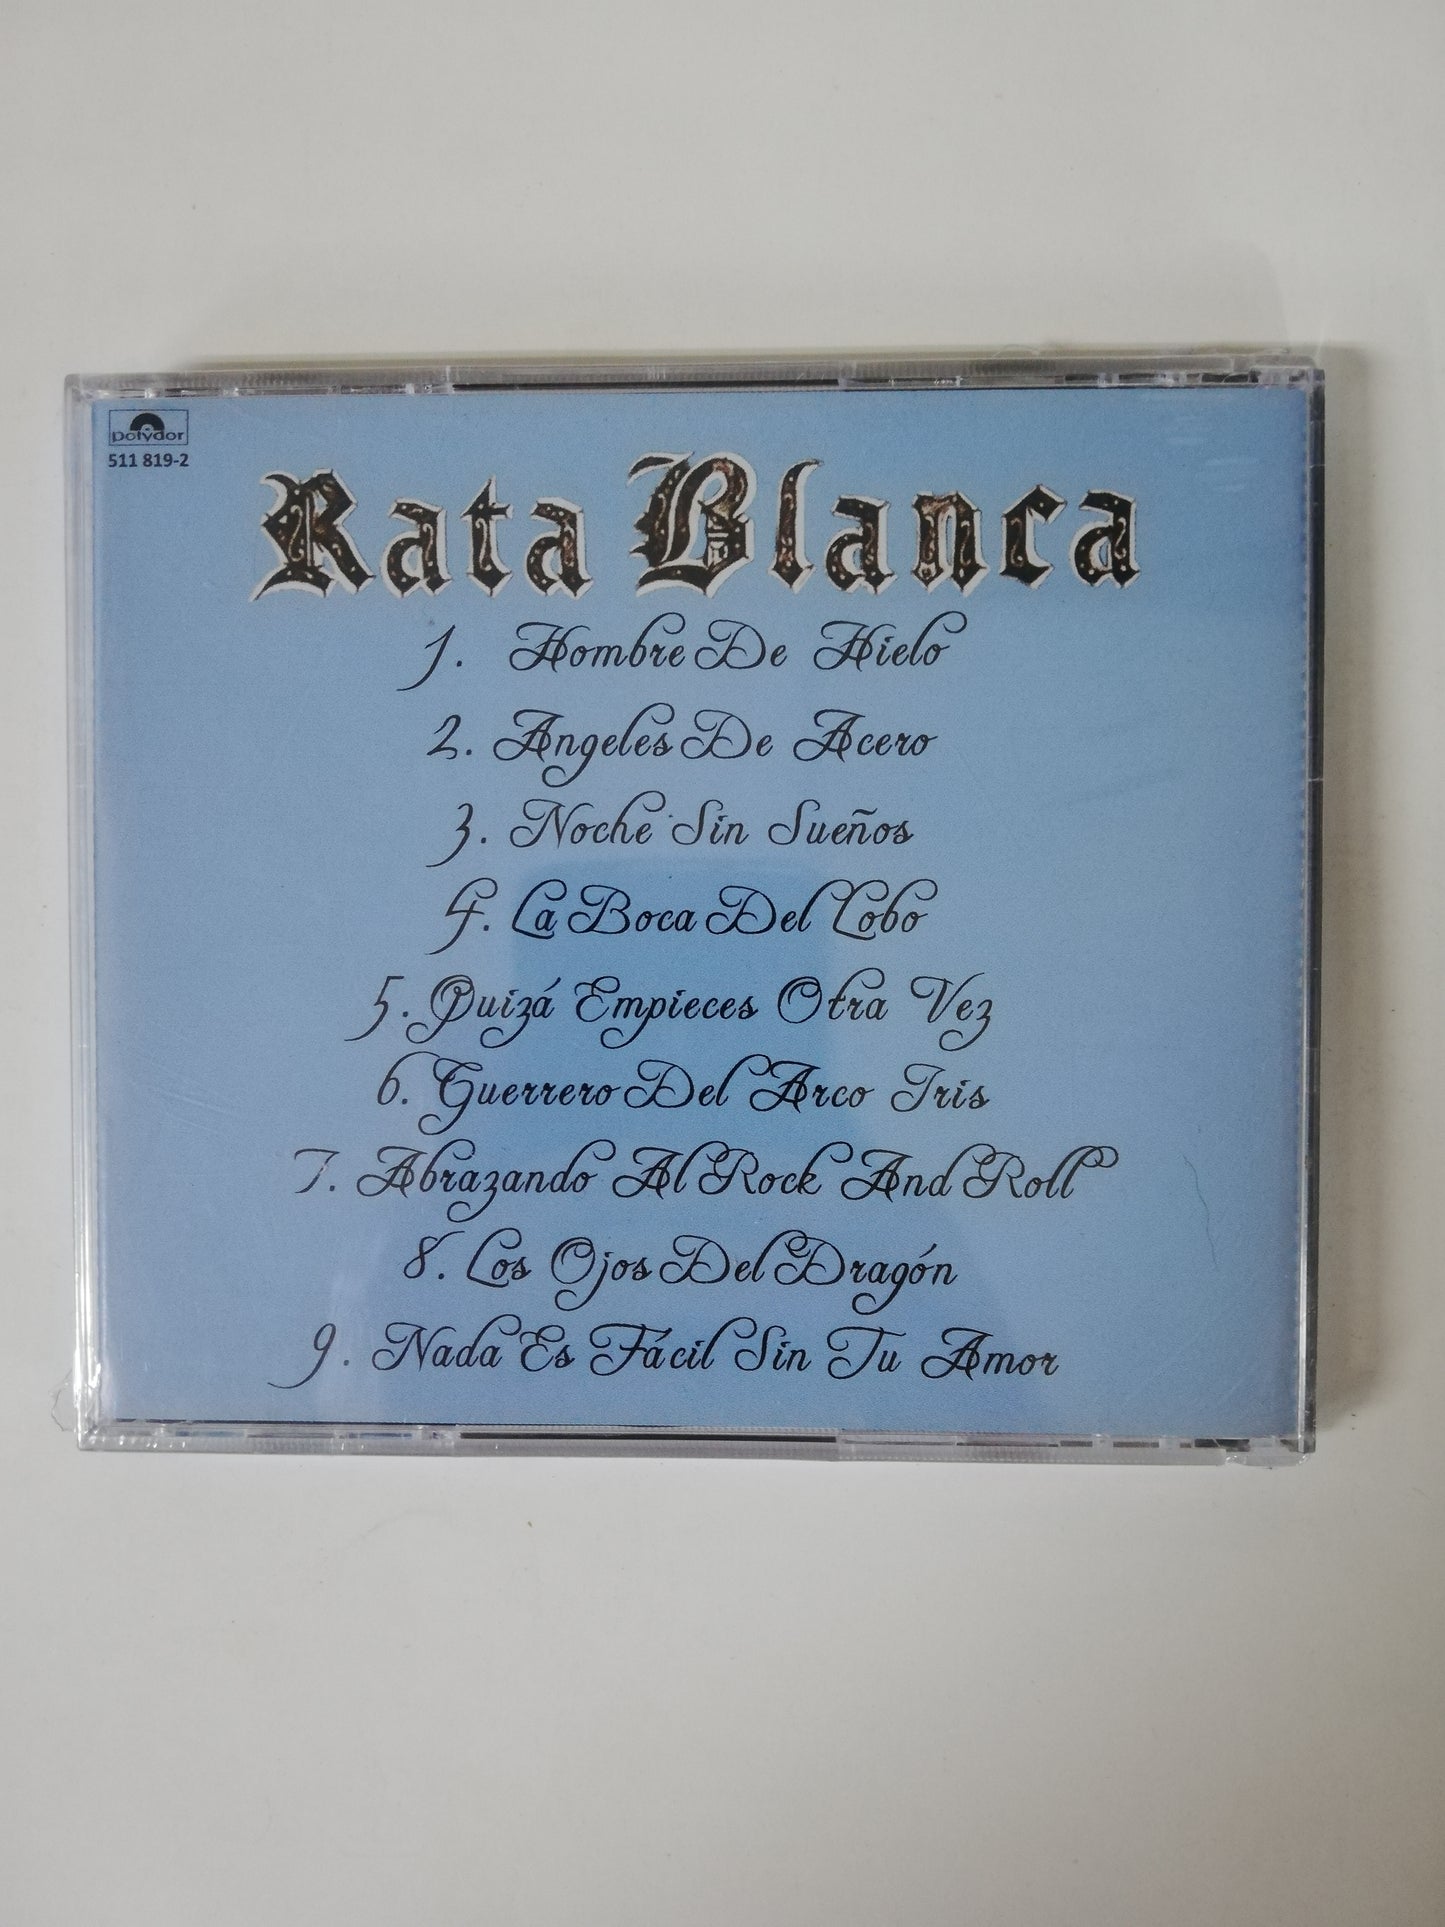 polydor
511 819-2
Rata Blanca
1. Hombre De Hielo
2. Angeles De Acero
3. Noche Sin Sueños
4. La Boca Del Lobo
5. Quizá Empieces Otra Vez
6. Guerrero Del Arco Iris
7. Abrazando Al Rock And Roll
8. Los Ojos Del Dragón
9. Nada Es Fácil Sin Tu Amor